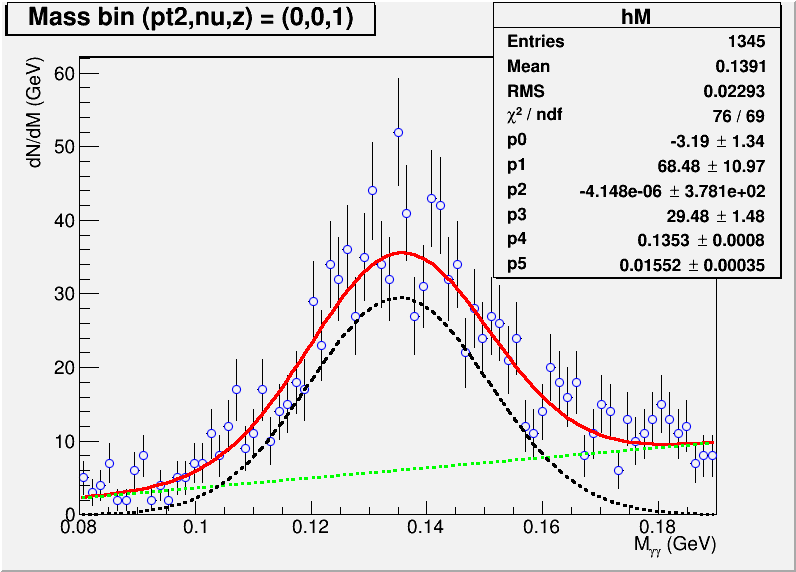 Mass bin (pt2,nu,z) = (0,0,1)
hM
Entries 1345
Mean 0.1391
RMS 0.02293
χ² / ndf 76 / 69
p0 -3.19 ± 1.34
p1 68.48 ± 10.97
p2 -4.148e-06 ± 3.781e+02
p3 29.48 ± 1.48
p4 0.1353 ± 0.0008
p5 0.01552 ± 0.00035
dN/dM (GeV)
60
50
40
30
20
10
0
0.08 0.1 0.12 0.14 0.16 0.18
Mγγ (GeV)